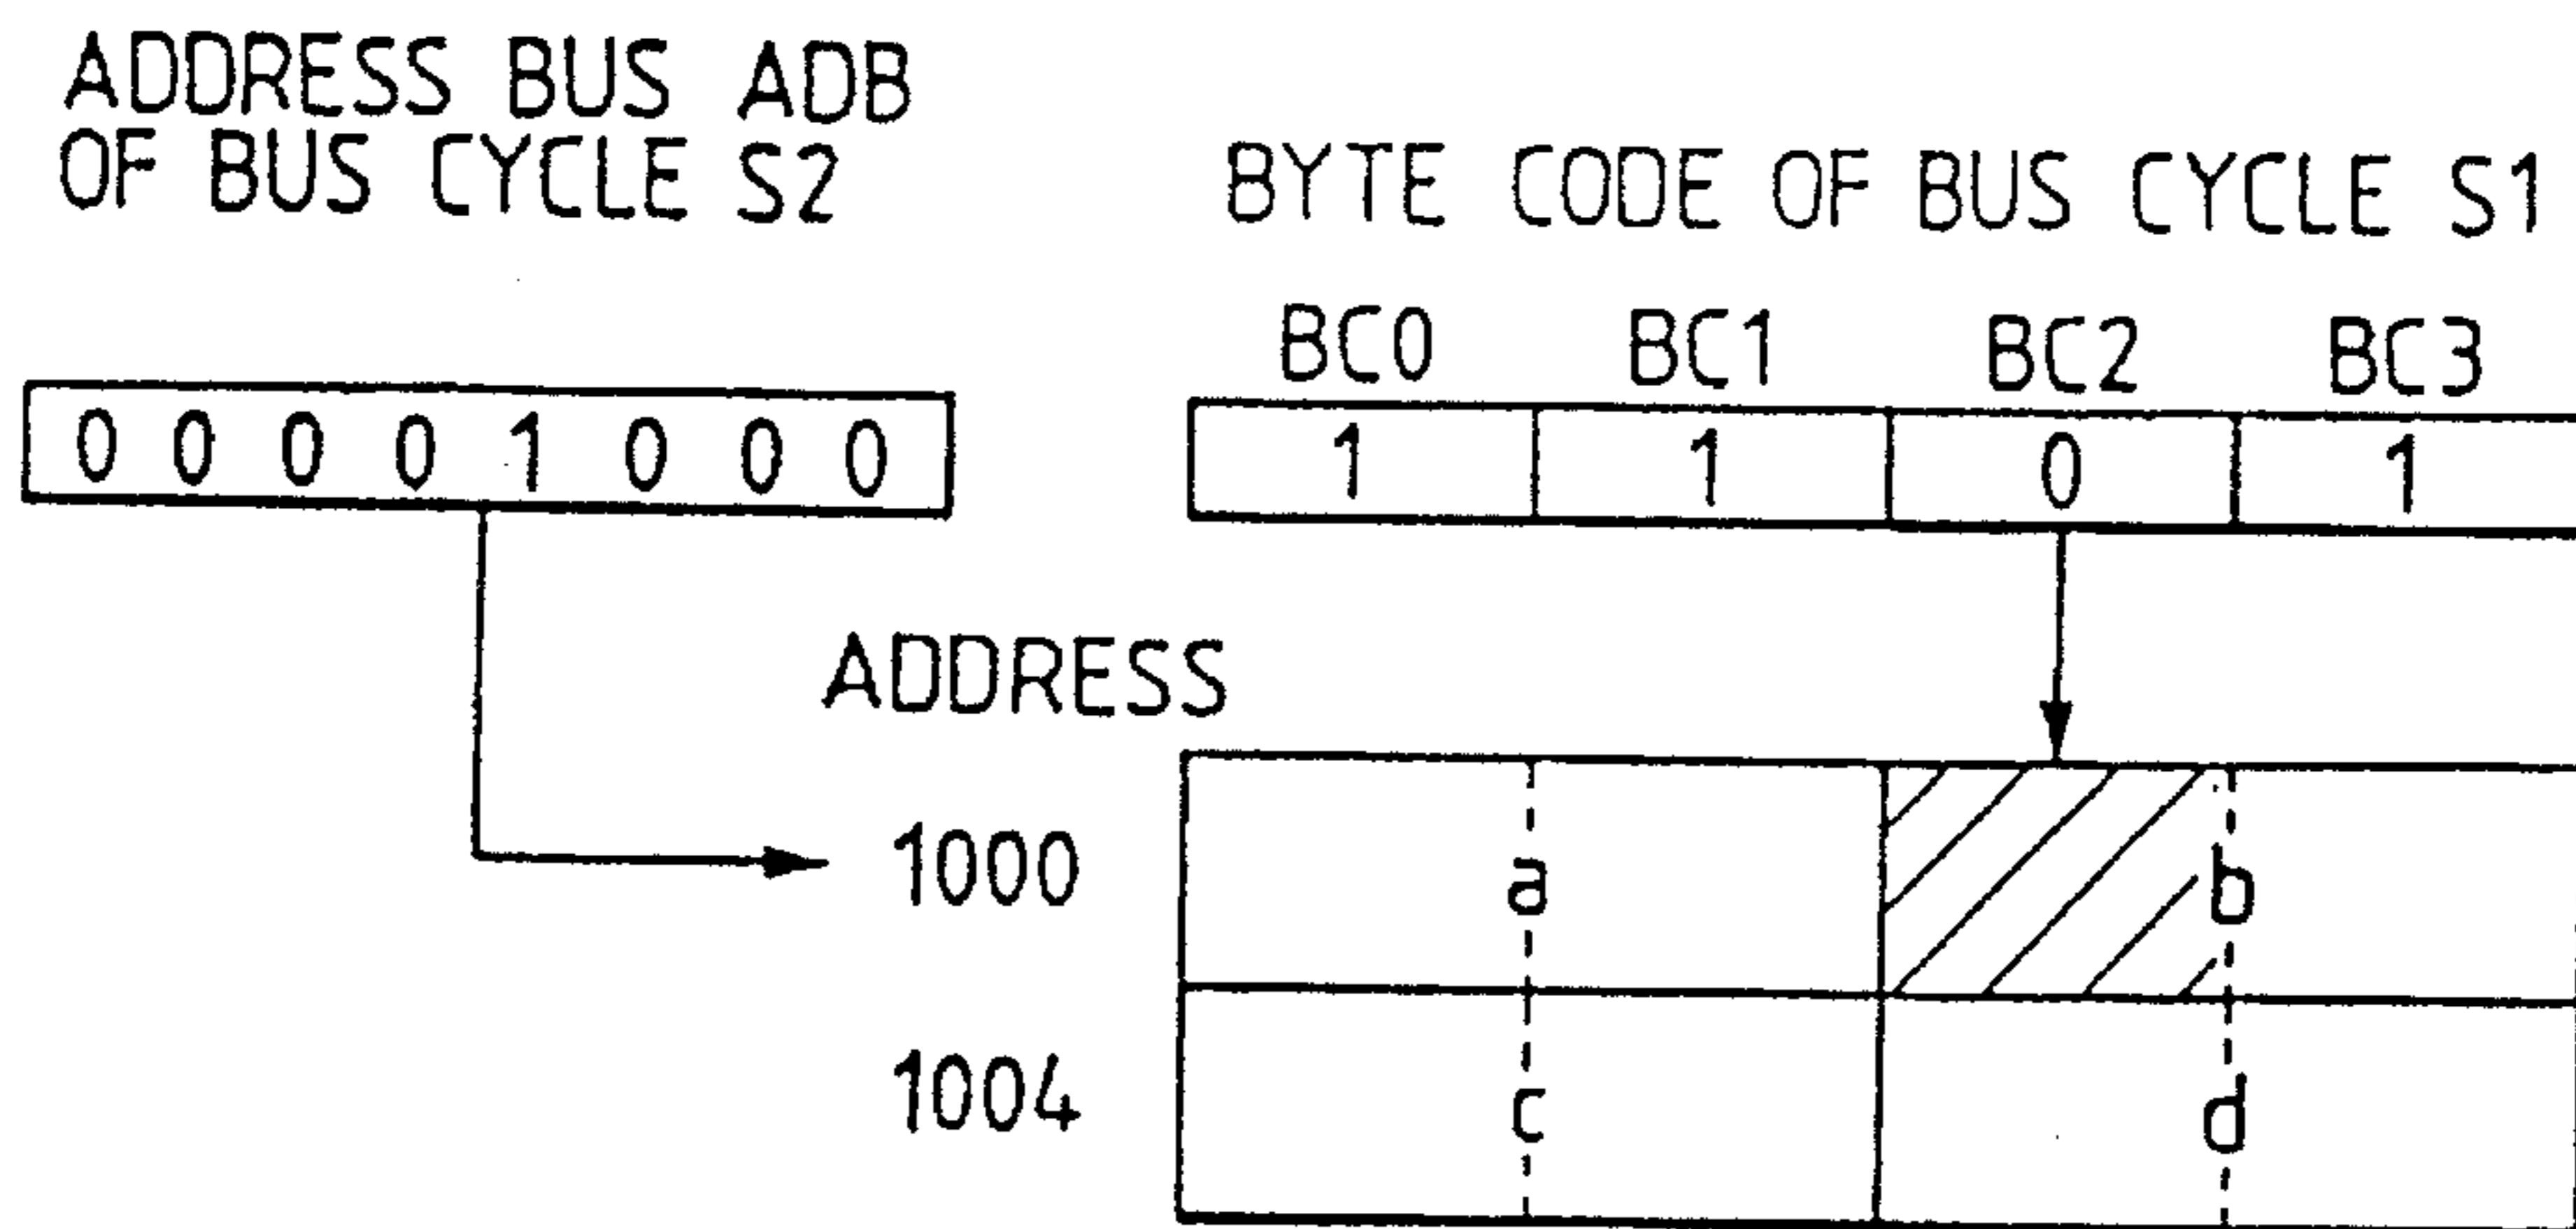 ADDRESS BUS ADB
OF BUS CYCLE S2
BYTE CODE OF BUS CYCLE S1
BC0 BC1 BC2 BC3
0 0 0 0 1 0 0 0
1 1 0 1
ADDRESS
1000 a b
1004 c d